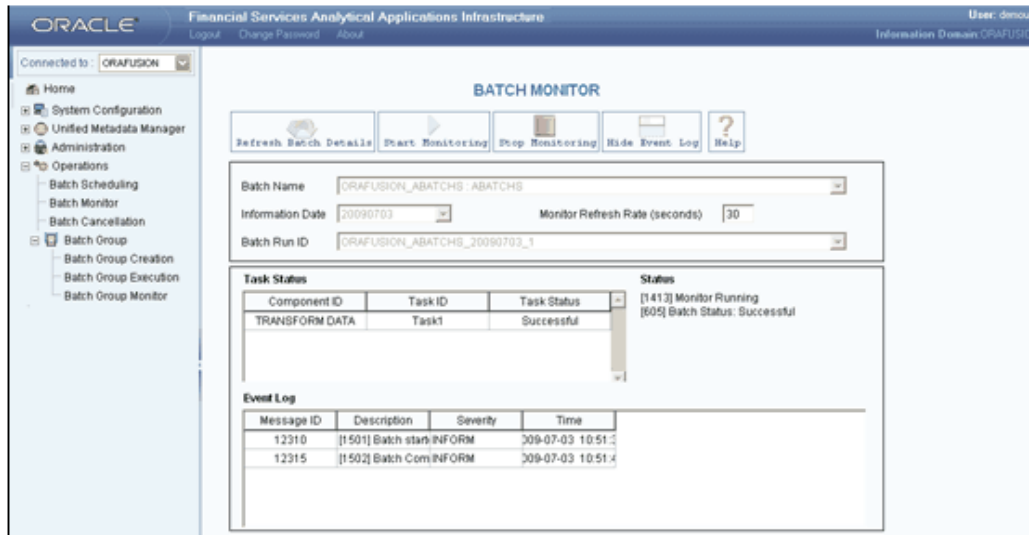 ORACLE
Financial Services Analytical Applications Infrastructure
User: demou
Logout Change Password About
Information Domain:ORAFUSIO
Connected to : ORAFUSION
Home
System Configuration
Unified Metadata Manager
Administration
Operations
Batch Scheduling
Batch Monitor
Batch Cancellation
Batch Group
Batch Group Creation
Batch Group Execution
Batch Group Monitor
BATCH MONITOR
Refresh Batch Details Start Monitoring Stop Monitoring Hide Event Log Help
Batch Name ORAFUSION_ABATCHS : ABATCHS
Information Date 20090703 Monitor Refresh Rate (seconds) 30
Batch Run ID ORAFUSION_ABATCHS_20090703_1
Task Status
Component ID Task ID Task Status
TRANSFORM DATA Task1 Successful
Status
[1413] Monitor Running
[605] Batch Status: Successful
Event Log
Message ID Description Severity Time
12310 [1501] Batch start INFORM 009-07-03 10:51:3
12315 [1502] Batch Com INFORM 009-07-03 10:51:4